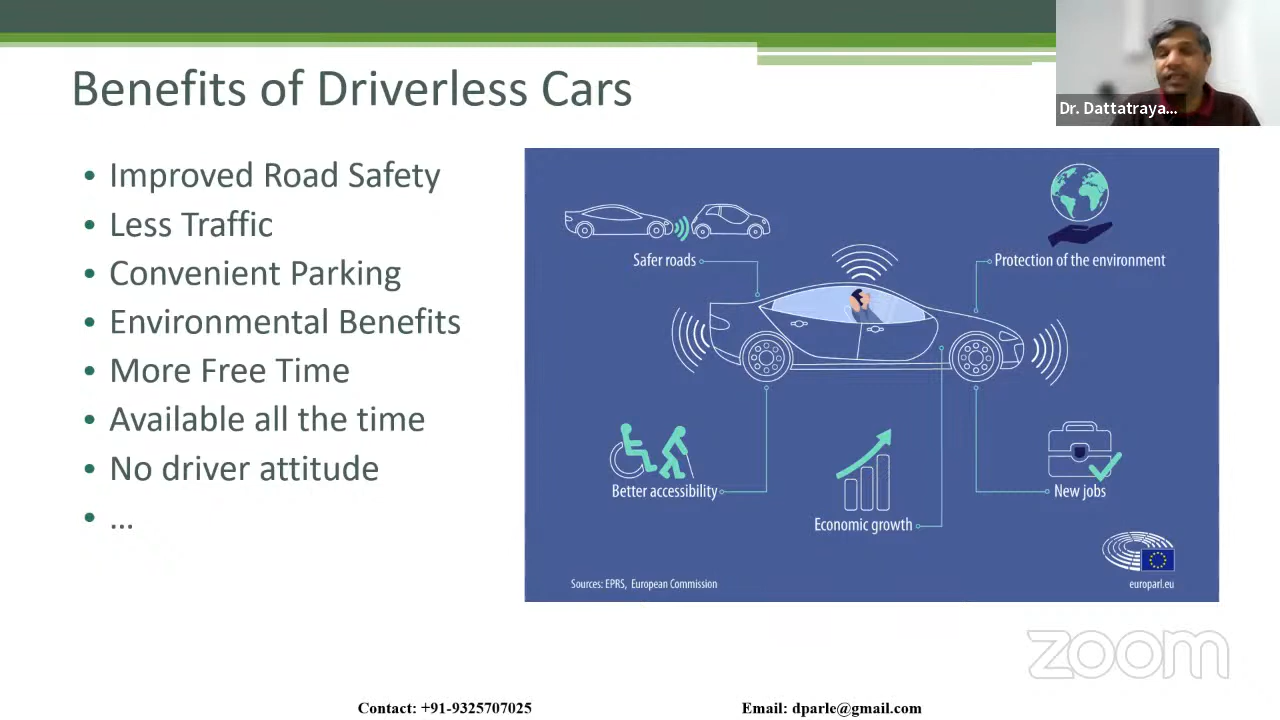 Benefits of Driverless Cars
Dr. Dattatraya...
• Improved Road Safety
• Less Traffic
• Convenient Parking
• Environmental Benefits
• More Free Time
• Available all the time
• No driver attitude
• ...
Safer roads
Protection of the environment
Better accessibility
Economic growth
New jobs
Sources: EPRS, European Commission
europarl.eu
zoom
Contact: +91-9325707025
Email: dparle@gmail.com